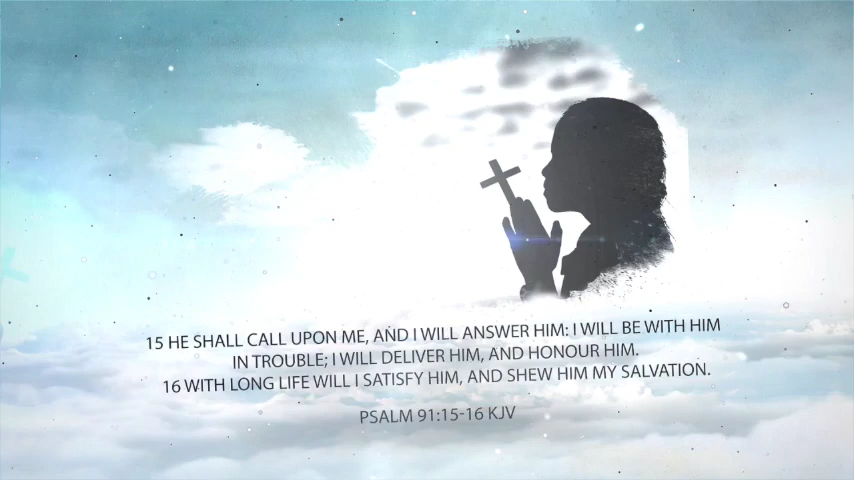 15 HE SHALL CALL UPON ME, AND I WILL ANSWER HIM: I WILL BE WITH HIM
IN TROUBLE; I WILL DELIVER HIM, AND HONOUR HIM.
16 WITH LONG LIFE WILL I SATISFY HIM, AND SHEW HIM MY SALVATION.
PSALM 91:15-16 KJV